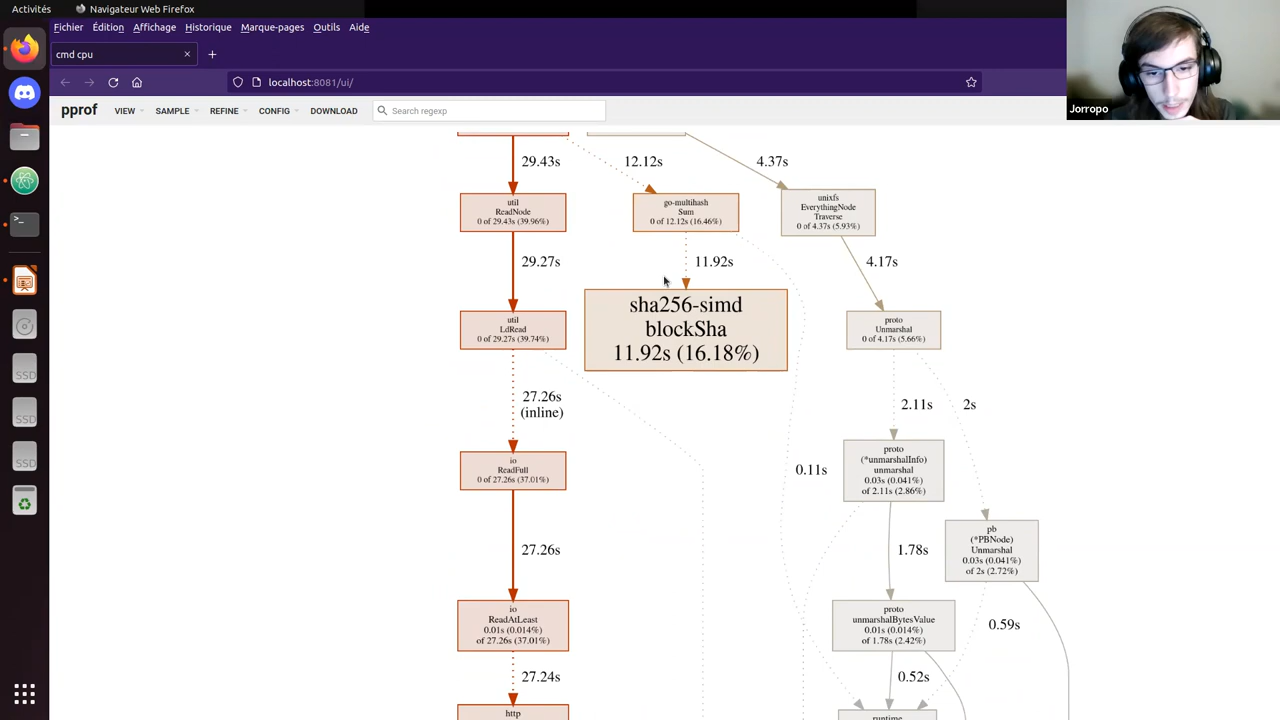 Activités
Navigateur Web Firefox
Fichier Édition Affichage Historique Marque-pages Outils Aide
cmd cpu
localhost:8081/ui/
pprof VIEW SAMPLE REFINE CONFIG DOWNLOAD Search regexp
Jorropo
29.43s
12.12s
4.37s
util
ReadNode
0 of 29.43s (39.96%)
go-multihash
Sum
0 of 12.12s (16.46%)
unixfs
EverythingNode
Traverse
0 of 4.37s (5.93%)
29.27s
11.92s
4.17s
util
LdRead
0 of 29.27s (39.74%)
sha256-simd
blockSha
11.92s (16.18%)
proto
Unmarshal
0 of 4.17s (5.66%)
27.26s
(inline)
2.11s
2s
io
ReadFull
0 of 27.26s (37.01%)
0.11s
proto
(*unmarshalInfo)
unmarshal
0.03s (0.041%)
of 2.11s (2.86%)
27.26s
1.78s
pb
(*PBNode)
Unmarshal
0.03s (0.041%)
of 2s (2.72%)
io
ReadAtLeast
0.01s (0.014%)
of 27.26s (37.01%)
proto
unmarshalBytesValue
0.01s (0.014%)
of 1.78s (2.42%)
0.59s
27.24s
0.52s
http
runtime
SSD
SSD
SSD
SSD